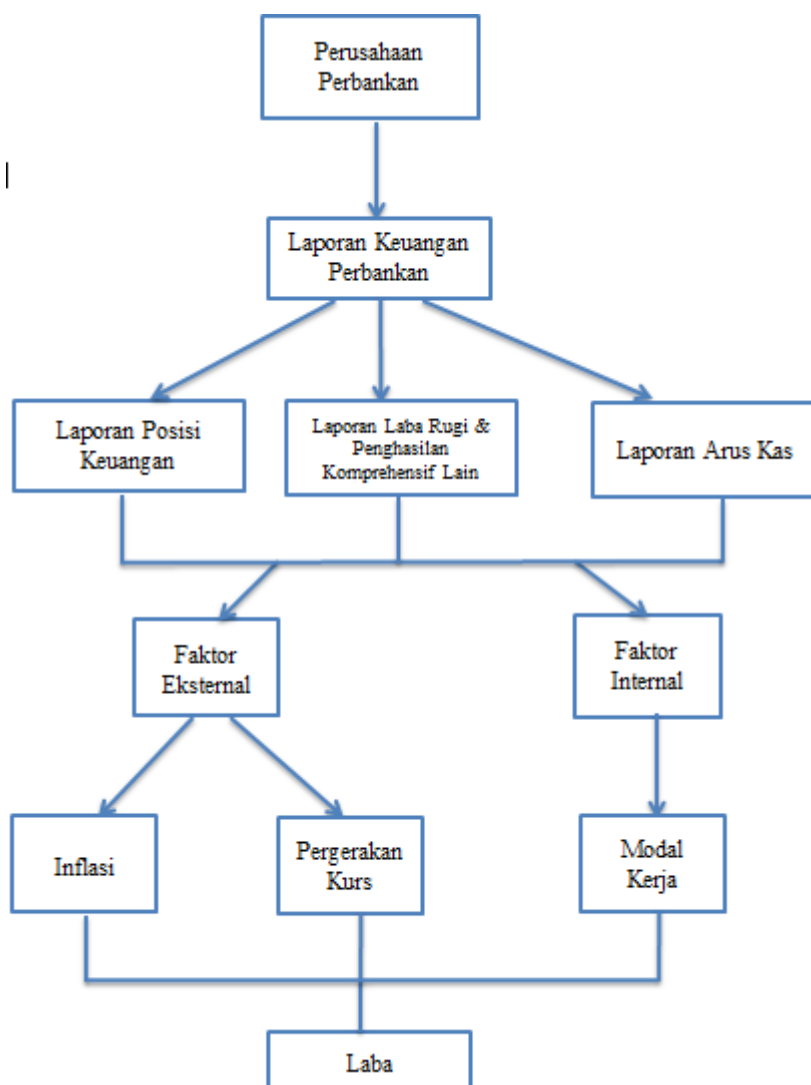 Perusahaan
Perbankan
Laporan Keuangan
Perbankan
Laporan Posisi
Keuangan
Laporan Laba Rugi &
Penghasilan
Komprehensif Lain
Laporan Arus Kas
Faktor
Eksternal
Faktor
Internal
Inflasi
Pergerakan
Kurs
Modal
Kerja
Laba